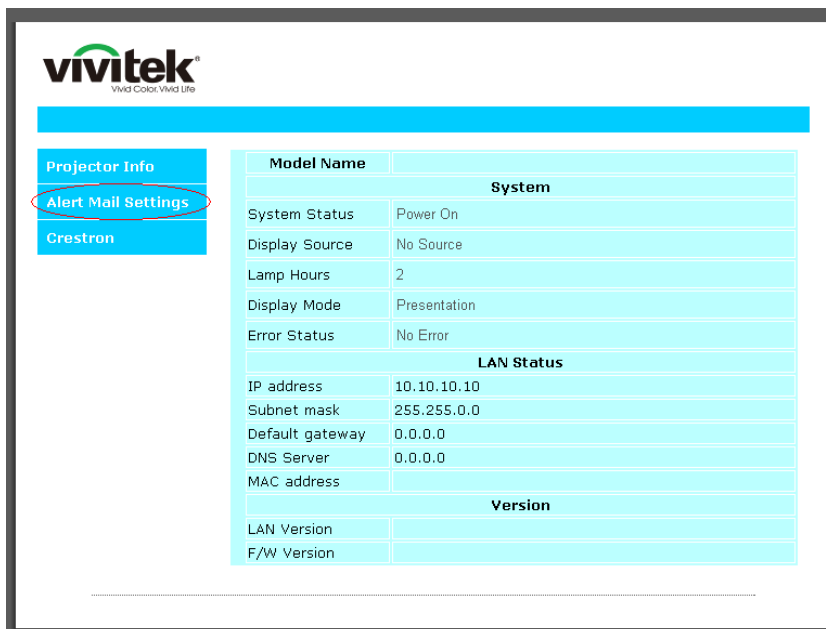 vivitek®
Vivid Color, Vivid Life
Projector Info
Alert Mail Settings
Crestron
Model Name
System
System Status Power On
Display Source No Source
Lamp Hours 2
Display Mode Presentation
Error Status No Error
LAN Status
IP address 10.10.10.10
Subnet mask 255.255.0.0
Default gateway 0.0.0.0
DNS Server 0.0.0.0
MAC address
Version
LAN Version
F/W Version